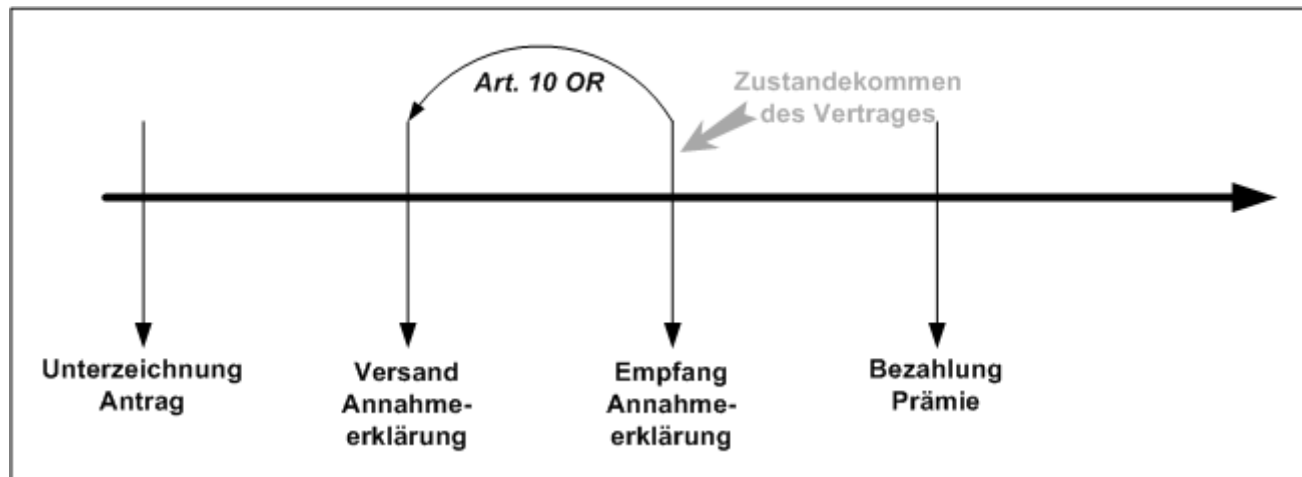 Art. 10 OR
Zustandekommen
des Vertrages
Unterzeichnung
Antrag
Versand
Annahme-
erklärung
Empfang
Annahme-
erklärung
Bezahlung
Prämie